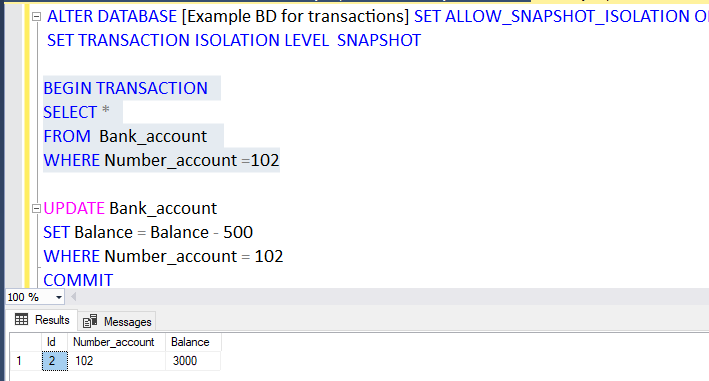 ALTER DATABASE [Example BD for transactions] SET ALLOW_SNAPSHOT_ISOLATION
SET TRANSACTION ISOLATION LEVEL  SNAPSHOT
BEGIN TRANSACTION
SELECT *
FROM  Bank_account
WHERE Number_account =102
UPDATE Bank_account
SET Balance = Balance - 500
WHERE Number_account = 102
COMMIT
100 %
Results Messages
Id Number_account Balance
1 2 102 3000